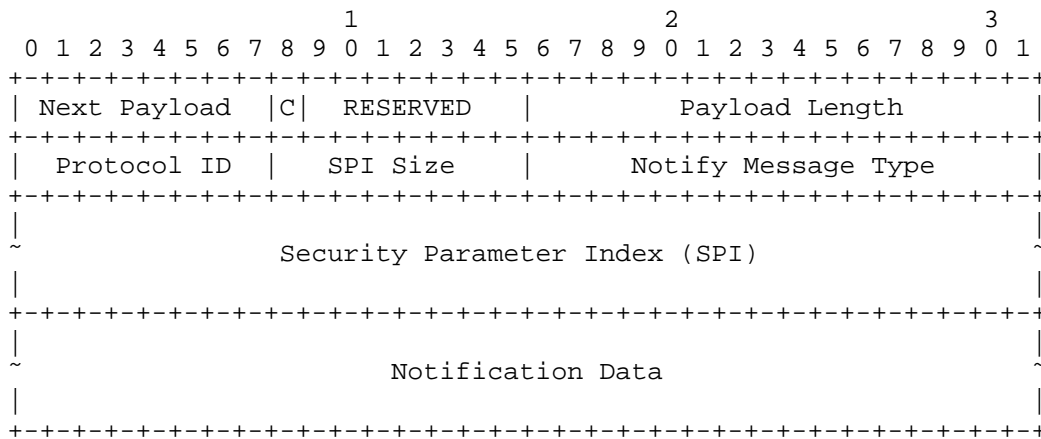 1                   2                   3
 0 1 2 3 4 5 6 7 8 9 0 1 2 3 4 5 6 7 8 9 0 1 2 3 4 5 6 7 8 9 0 1
+-+-+-+-+-+-+-+-+-+-+-+-+-+-+-+-+-+-+-+-+-+-+-+-+-+-+-+-+-+-+-+-+
| Next Payload  |C|  RESERVED   |         Payload Length        |
+-+-+-+-+-+-+-+-+-+-+-+-+-+-+-+-+-+-+-+-+-+-+-+-+-+-+-+-+-+-+-+-+
|  Protocol ID  |   SPI Size    |      Notify Message Type      |
+-+-+-+-+-+-+-+-+-+-+-+-+-+-+-+-+-+-+-+-+-+-+-+-+-+-+-+-+-+-+-+-+
|                                                               |
~                Security Parameter Index (SPI)                 ~
|                                                               |
+-+-+-+-+-+-+-+-+-+-+-+-+-+-+-+-+-+-+-+-+-+-+-+-+-+-+-+-+-+-+-+-+
|                                                               |
~                       Notification Data                       ~
|                                                               |
+-+-+-+-+-+-+-+-+-+-+-+-+-+-+-+-+-+-+-+-+-+-+-+-+-+-+-+-+-+-+-+-+